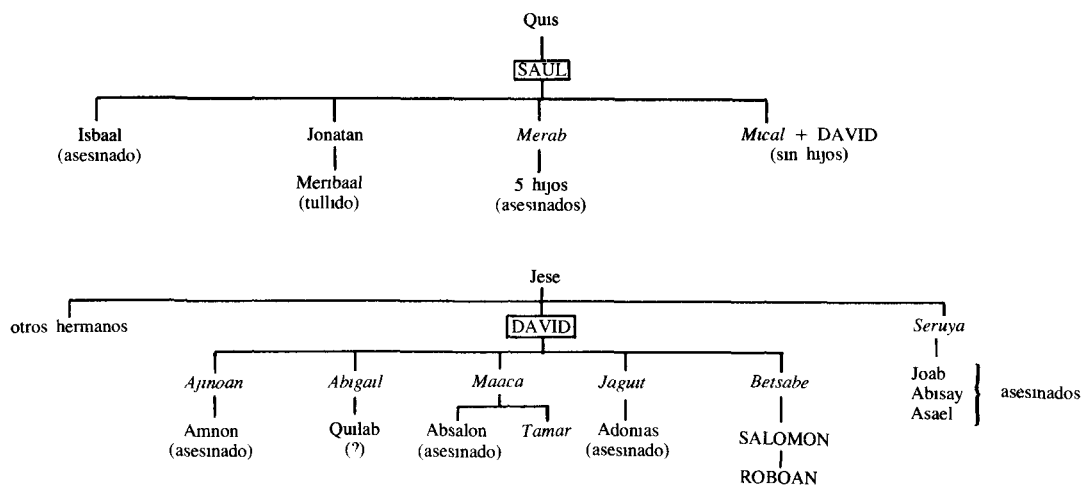 Quis
SAUL
Isbaal Jonatan Merab Mical + DAVID
(asesinado) (sin hijos)
Meribaal 5 hijos
(tullido) (asesinados)
Jese
otros hermanos DAVID Seruya
Ajinoan Abigail Maaca Jaguit Betsabe
Joab
Abisay asesinados
Asael
Amnon Quilab Absalon Tamar Adonias
(asesinado) (?) (asesinado) (asesinado)
SALOMON
ROBOAN